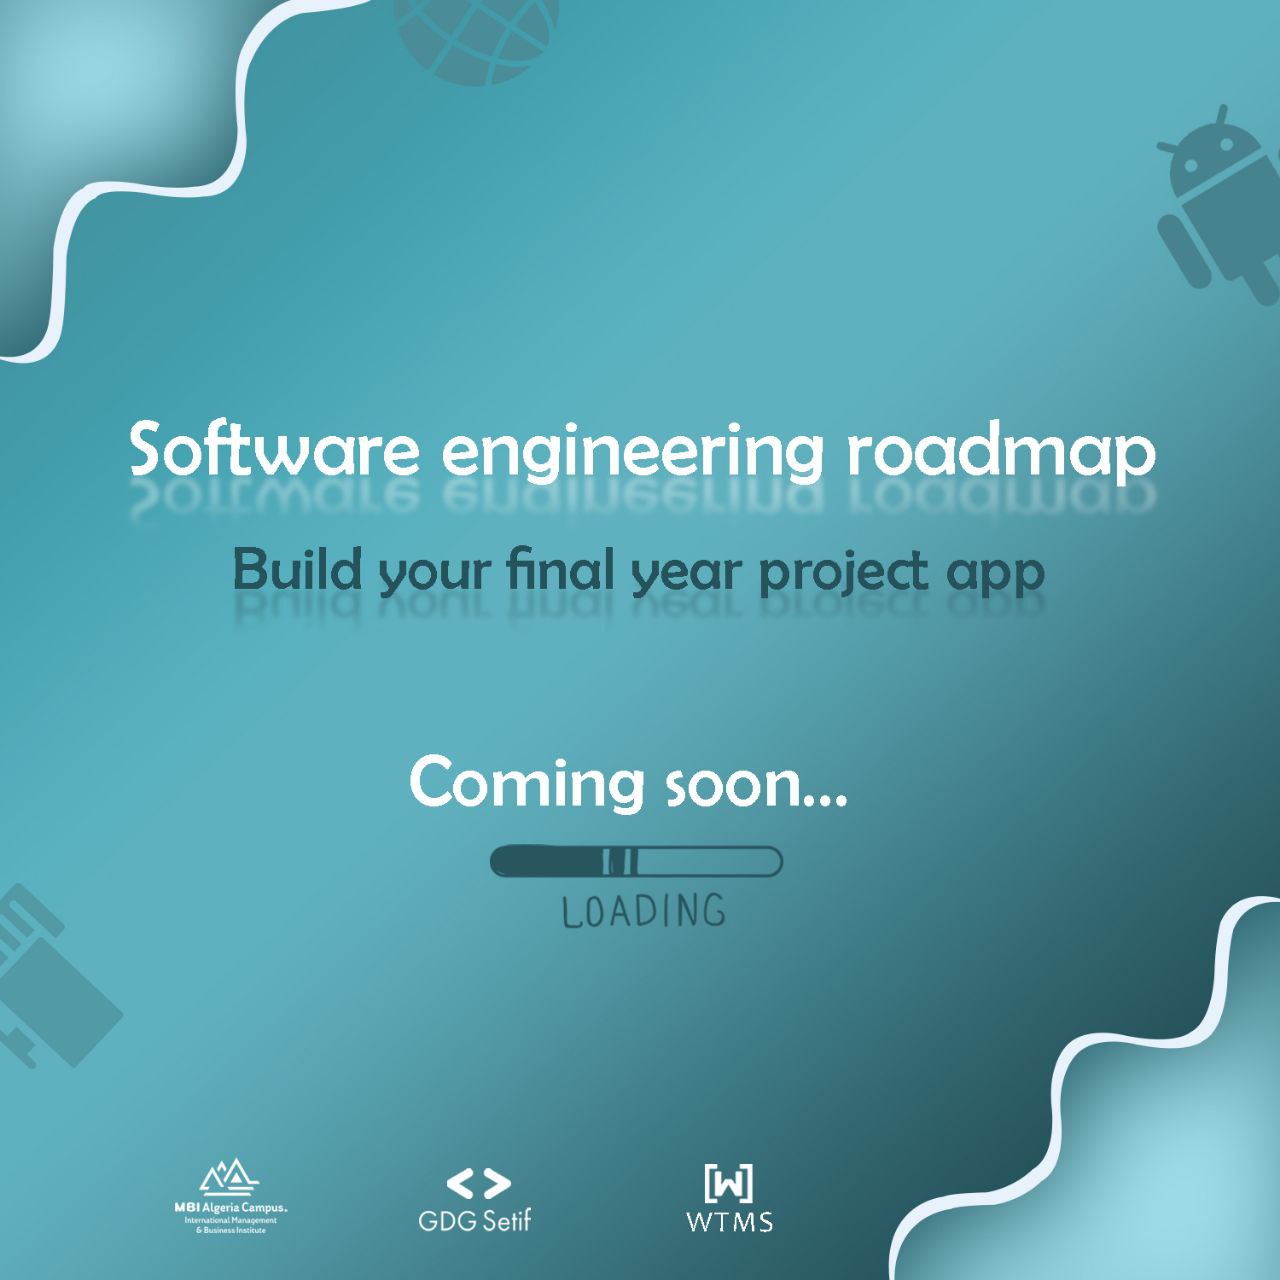 Software engineering roadmap
Build your final year project app
Coming soon...
LOADING
MBI Algeria Campus.
International Management
& Business Institute
<> 
GDG Setif
[W]
WTMS